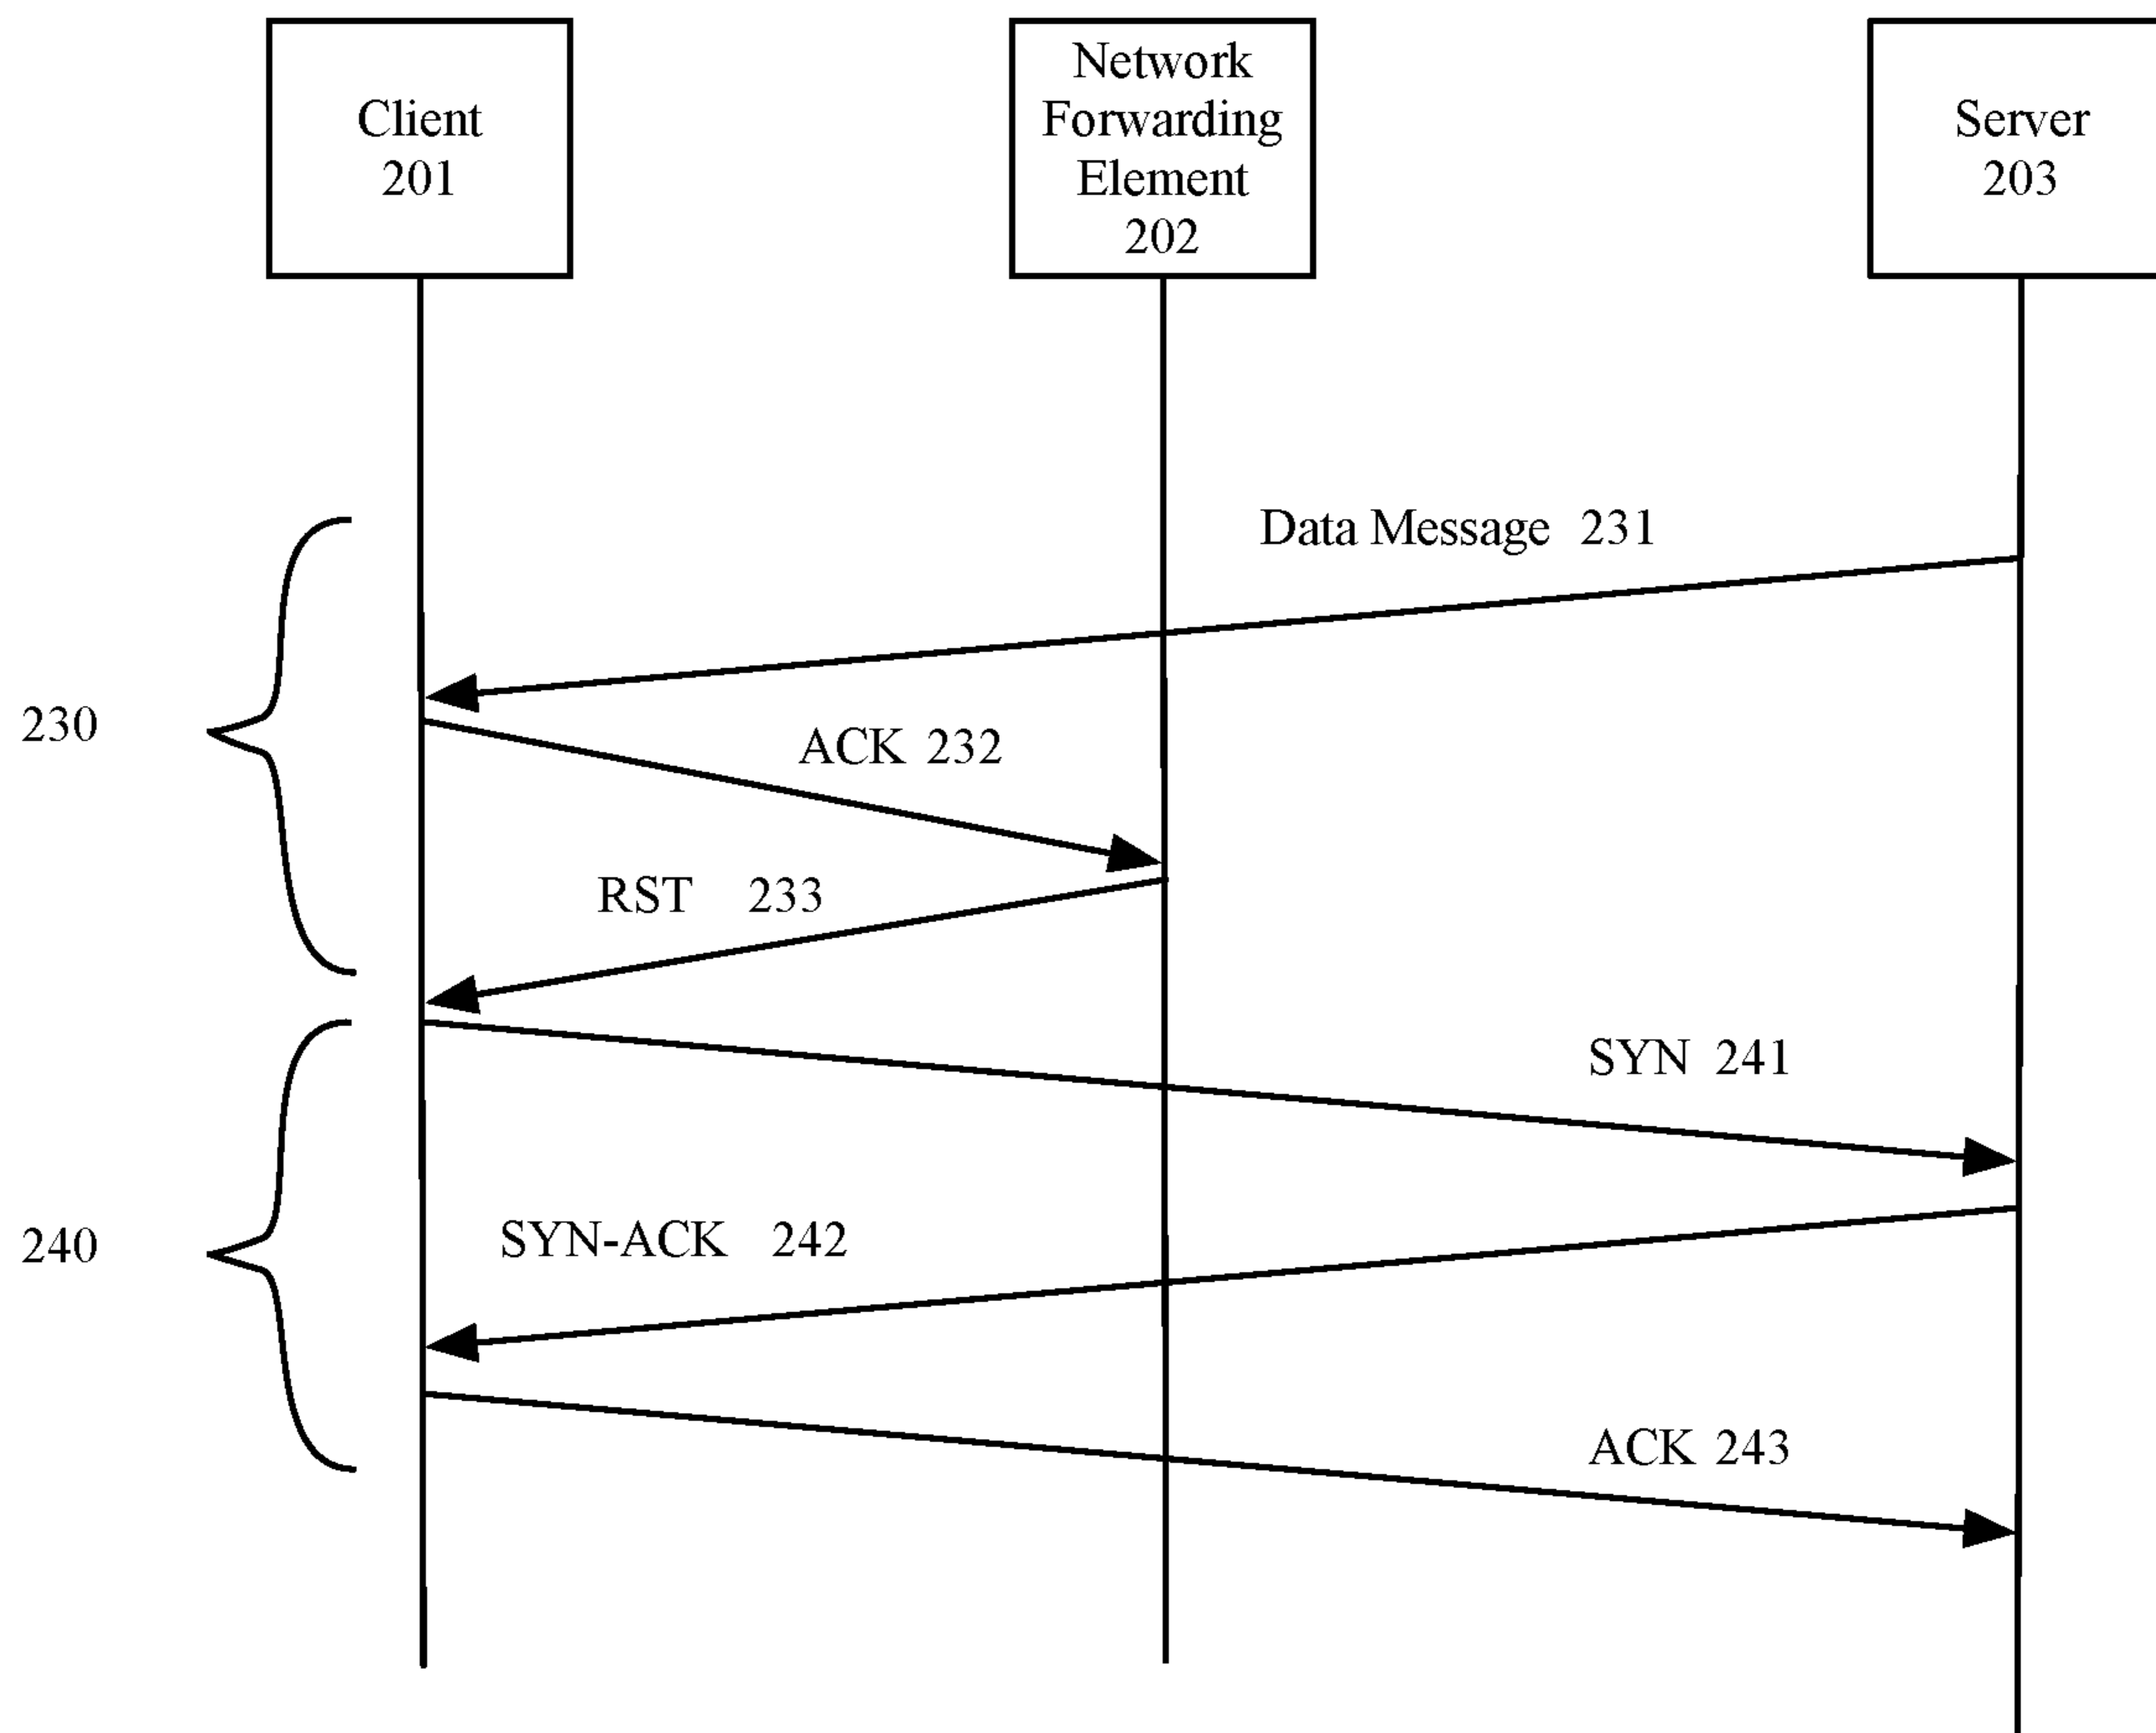 Client
201
Network
Forwarding
Element
202
Server
203
Data Message 231
230
ACK 232
RST 233
SYN 241
240
SYN-ACK 242
ACK 243